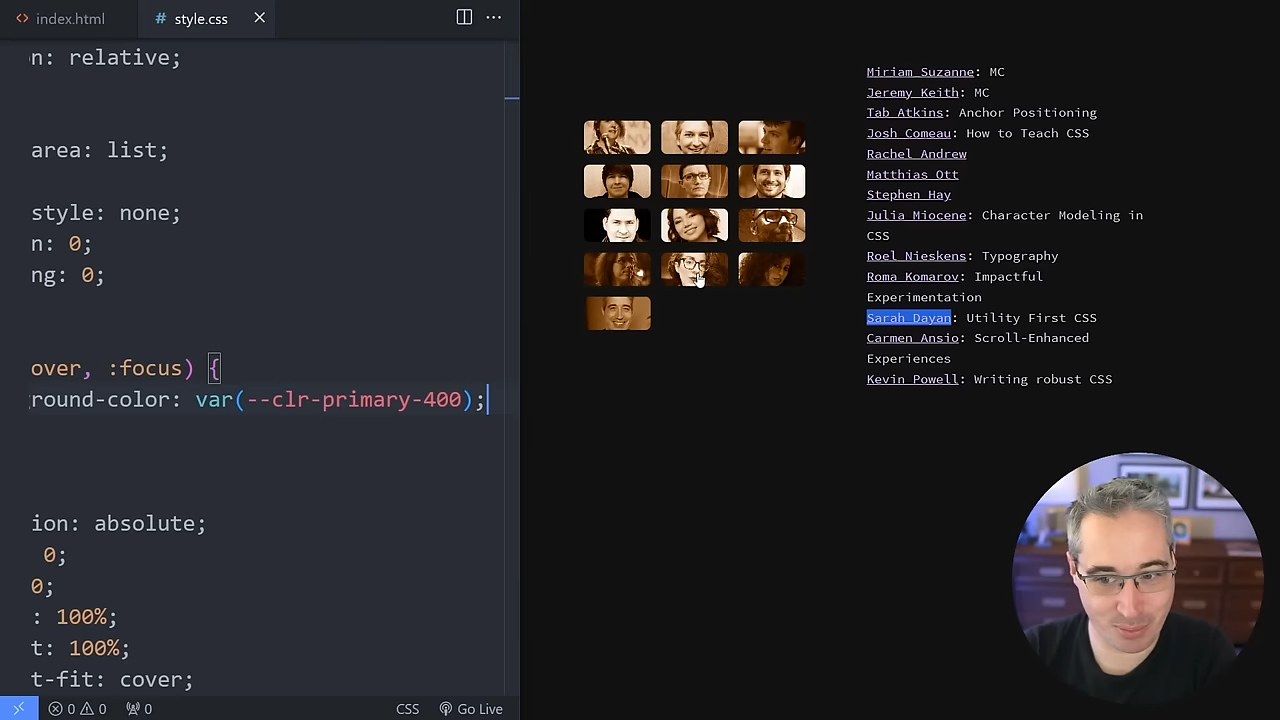 index.html
style.css
n: relative;
area: list;
style: none;
n: 0;
ng: 0;
over, :focus) {
round-color: var(--clr-primary-400);
ion: absolute;
0;
0;
: 100%;
t: 100%;
t-fit: cover;
0 0 0
CSS
Go Live
Miriam Suzanne: MC
Jeremy Keith: MC
Tab Atkins: Anchor Positioning
Josh Comeau: How to Teach CSS
Rachel Andrew
Matthias Ott
Stephen Hay
Julia Miocene: Character Modeling in
CSS
Roel Nieskens: Typography
Roma Komarov: Impactful
Experimentation
Sarah Dayan: Utility First CSS
Carmen Ansio: Scroll-Enhanced
Experiences
Kevin Powell: Writing robust CSS